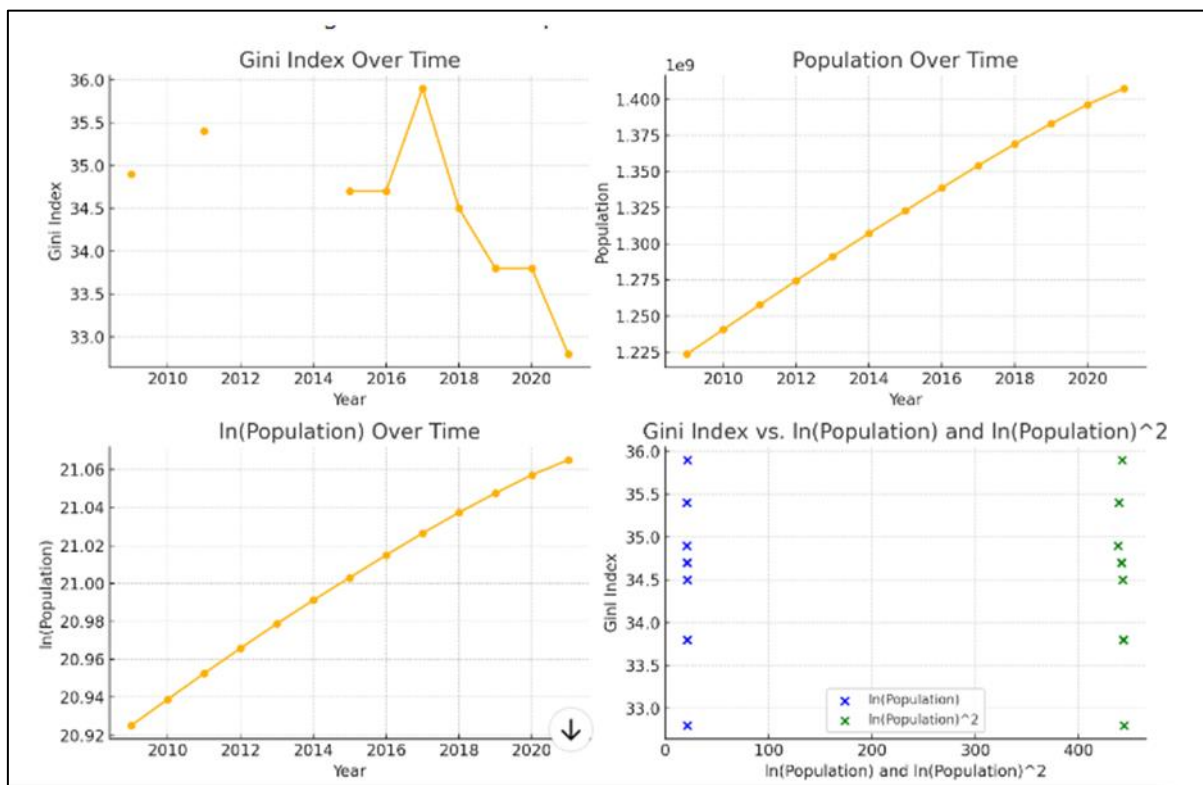 Gini Index Over Time
36.0
35.5
35.0
34.5
34.0
33.5
33.0
Gini Index
2010 2012 2014 2016 2018 2020
Year
Population Over Time
1e9
1.400
1.375
1.350
1.325
1.300
1.275
1.250
1.225
Population
2010 2012 2014 2016 2018 2020
Year
ln(Population) Over Time
21.06
21.04
21.02
21.00
20.98
20.96
20.94
20.92
ln(Population)
2010 2012 2014 2016 2018 2020
Year
Gini Index vs. ln(Population) and ln(Population)^2
36.0
35.5
35.0
34.5
34.0
33.5
33.0
Gini Index
ln(Population)
ln(Population)^2
0 100 200 300 400
ln(Population) and ln(Population)^2